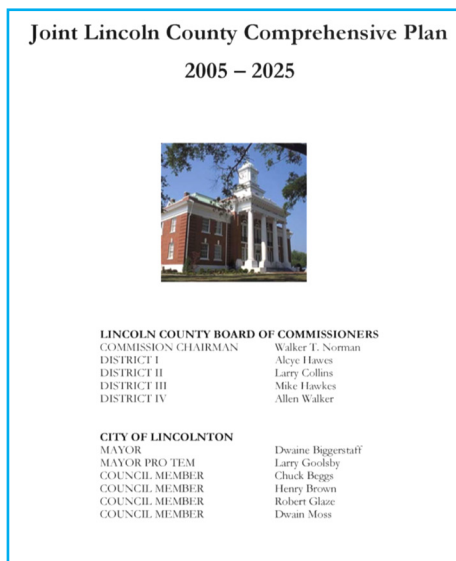 Joint Lincoln County Comprehensive Plan
2005 – 2025
LINCOLN COUNTY BOARD OF COMMISSIONERS
COMMISSION CHAIRMAN Walker T. Norman
DISTRICT I Alcye Hawes
DISTRICT II Larry Collins
DISTRICT III Mike Hawkes
DISTRICT IV Allen Walker
CITY OF LINCOLNTON
MAYOR Dwaine Biggerstaff
MAYOR PRO TEM Larry Goolsby
COUNCIL MEMBER Chuck Beggs
COUNCIL MEMBER Henry Brown
COUNCIL MEMBER Robert Glaze
COUNCIL MEMBER Dwain Moss